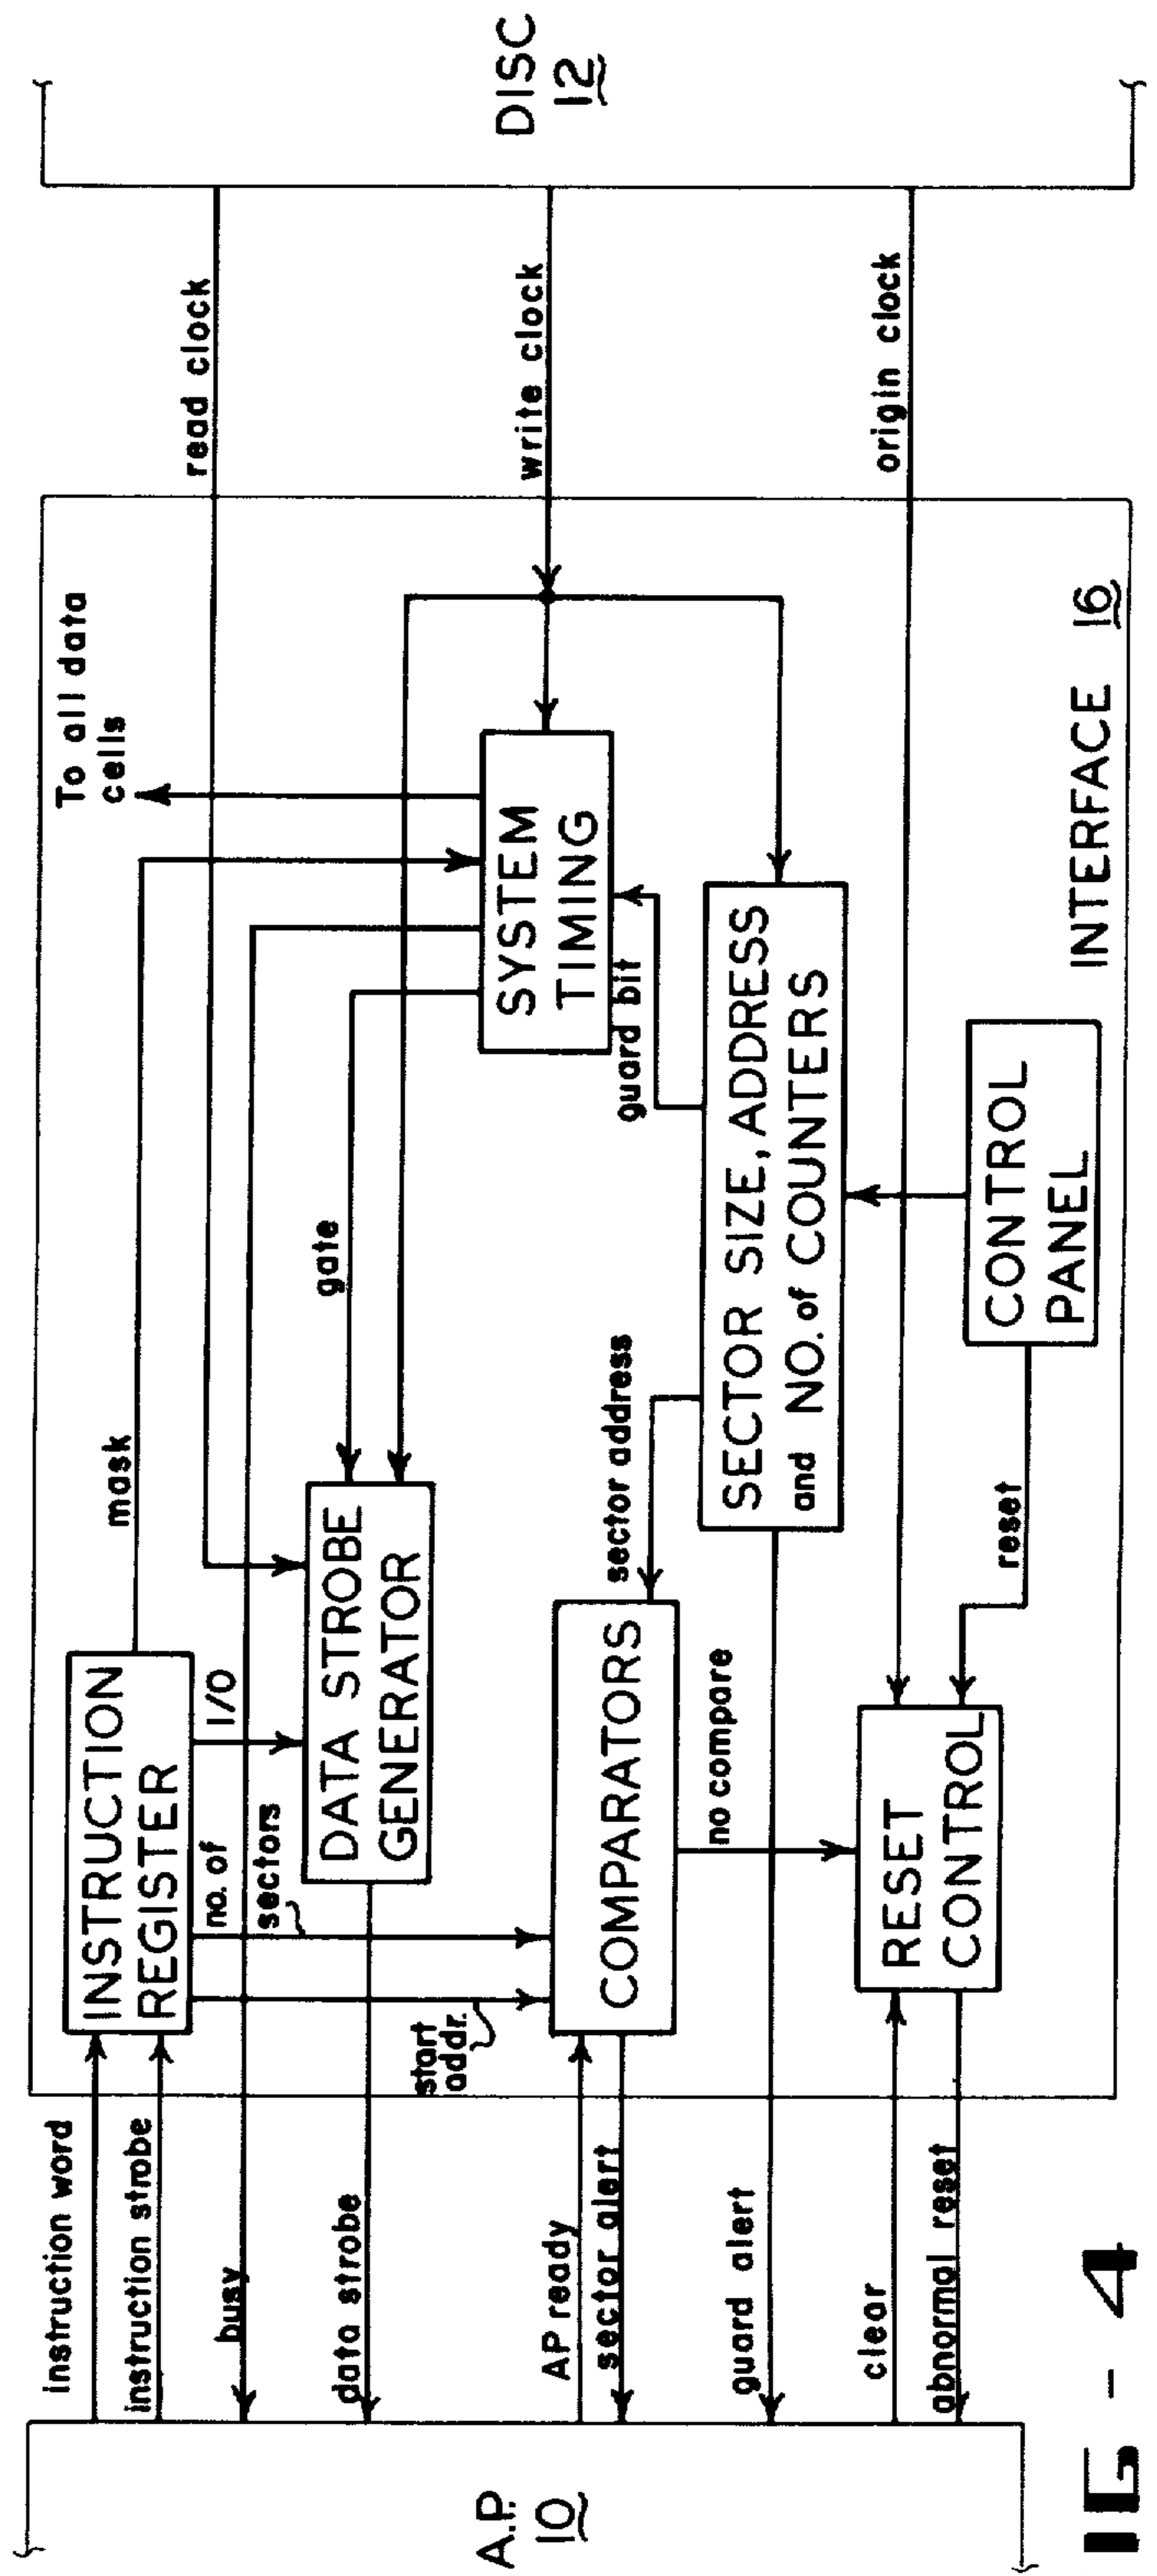 A.P.
10
instruction word
instruction strobe
busy
data strobe
AP ready
sector alert
guard alert
clear
abnormal reset
INSTRUCTION
REGISTER
mask
I/O
no. of
sectors
start
addr.
DATA STROBE
GENERATOR
gate
COMPARATORS
sector address
no compare
RESET
CONTROL
reset
To all data
cells
SYSTEM
TIMING
guard bit
SECTOR SIZE, ADDRESS
and NO. of COUNTERS
CONTROL
PANEL
INTERFACE 16
read clock
write clock
origin clock
DISC
12
IG - 4